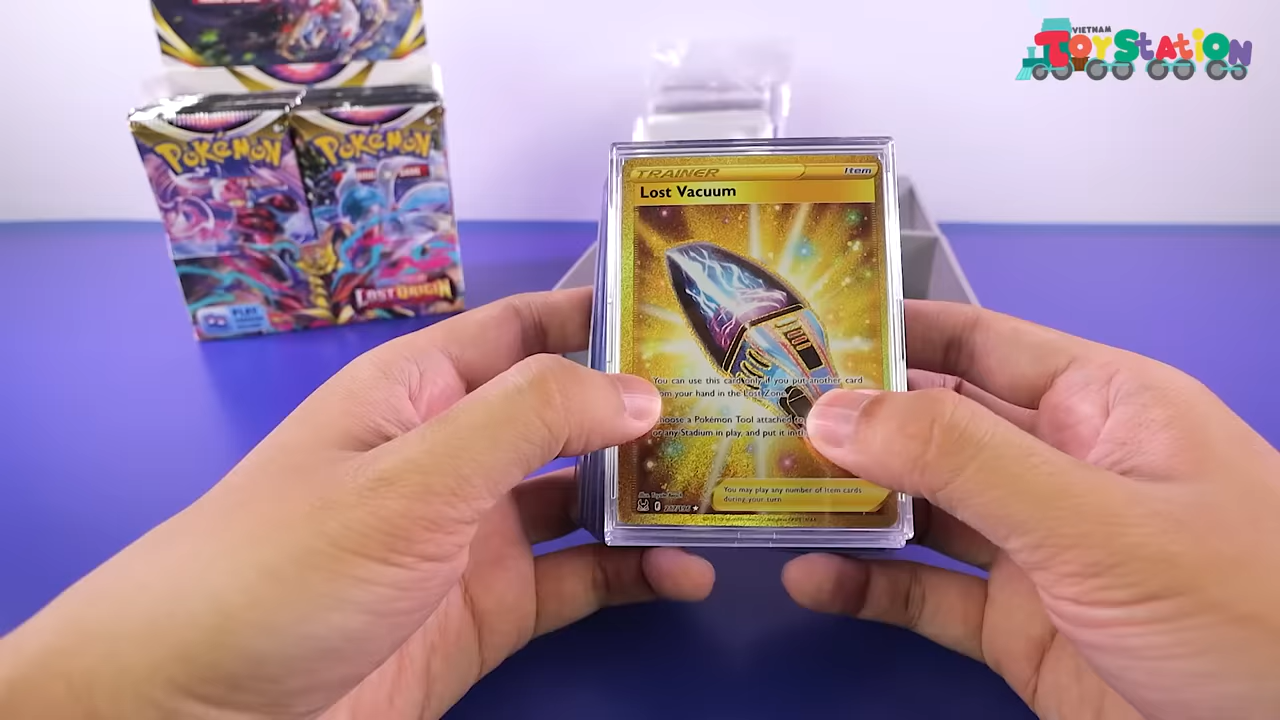 VIETNAM
TOYSTATION
POKÉMON
POKÉMON
LOST ORIGIN
PLAY
TRAINER
Item
Lost Vacuum
You can use this card only if you put another card
from your hand in the Lost Zone.
Choose a Pokémon Tool attached to
or any Stadium in play, and put it in
You may play any number of Item cards
during your turn.